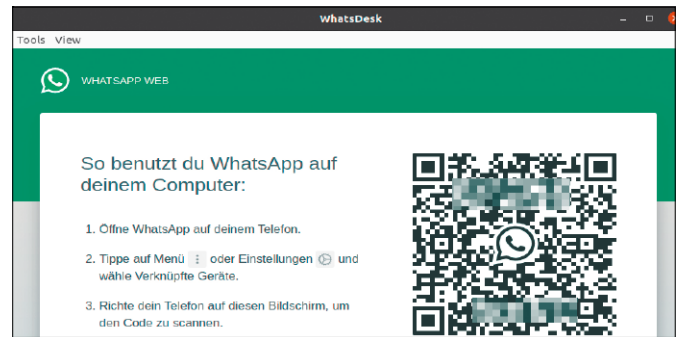 WhatsDesk
Tools View
WHATSAPP WEB
So benutzt du WhatsApp auf
deinem Computer:
1. Öffne WhatsApp auf deinem Telefon.
2. Tippe auf Menü oder Einstellungen und
wähle Verknüpfte Geräte.
3. Richte dein Telefon auf diesen Bildschirm, um
den Code zu scannen.